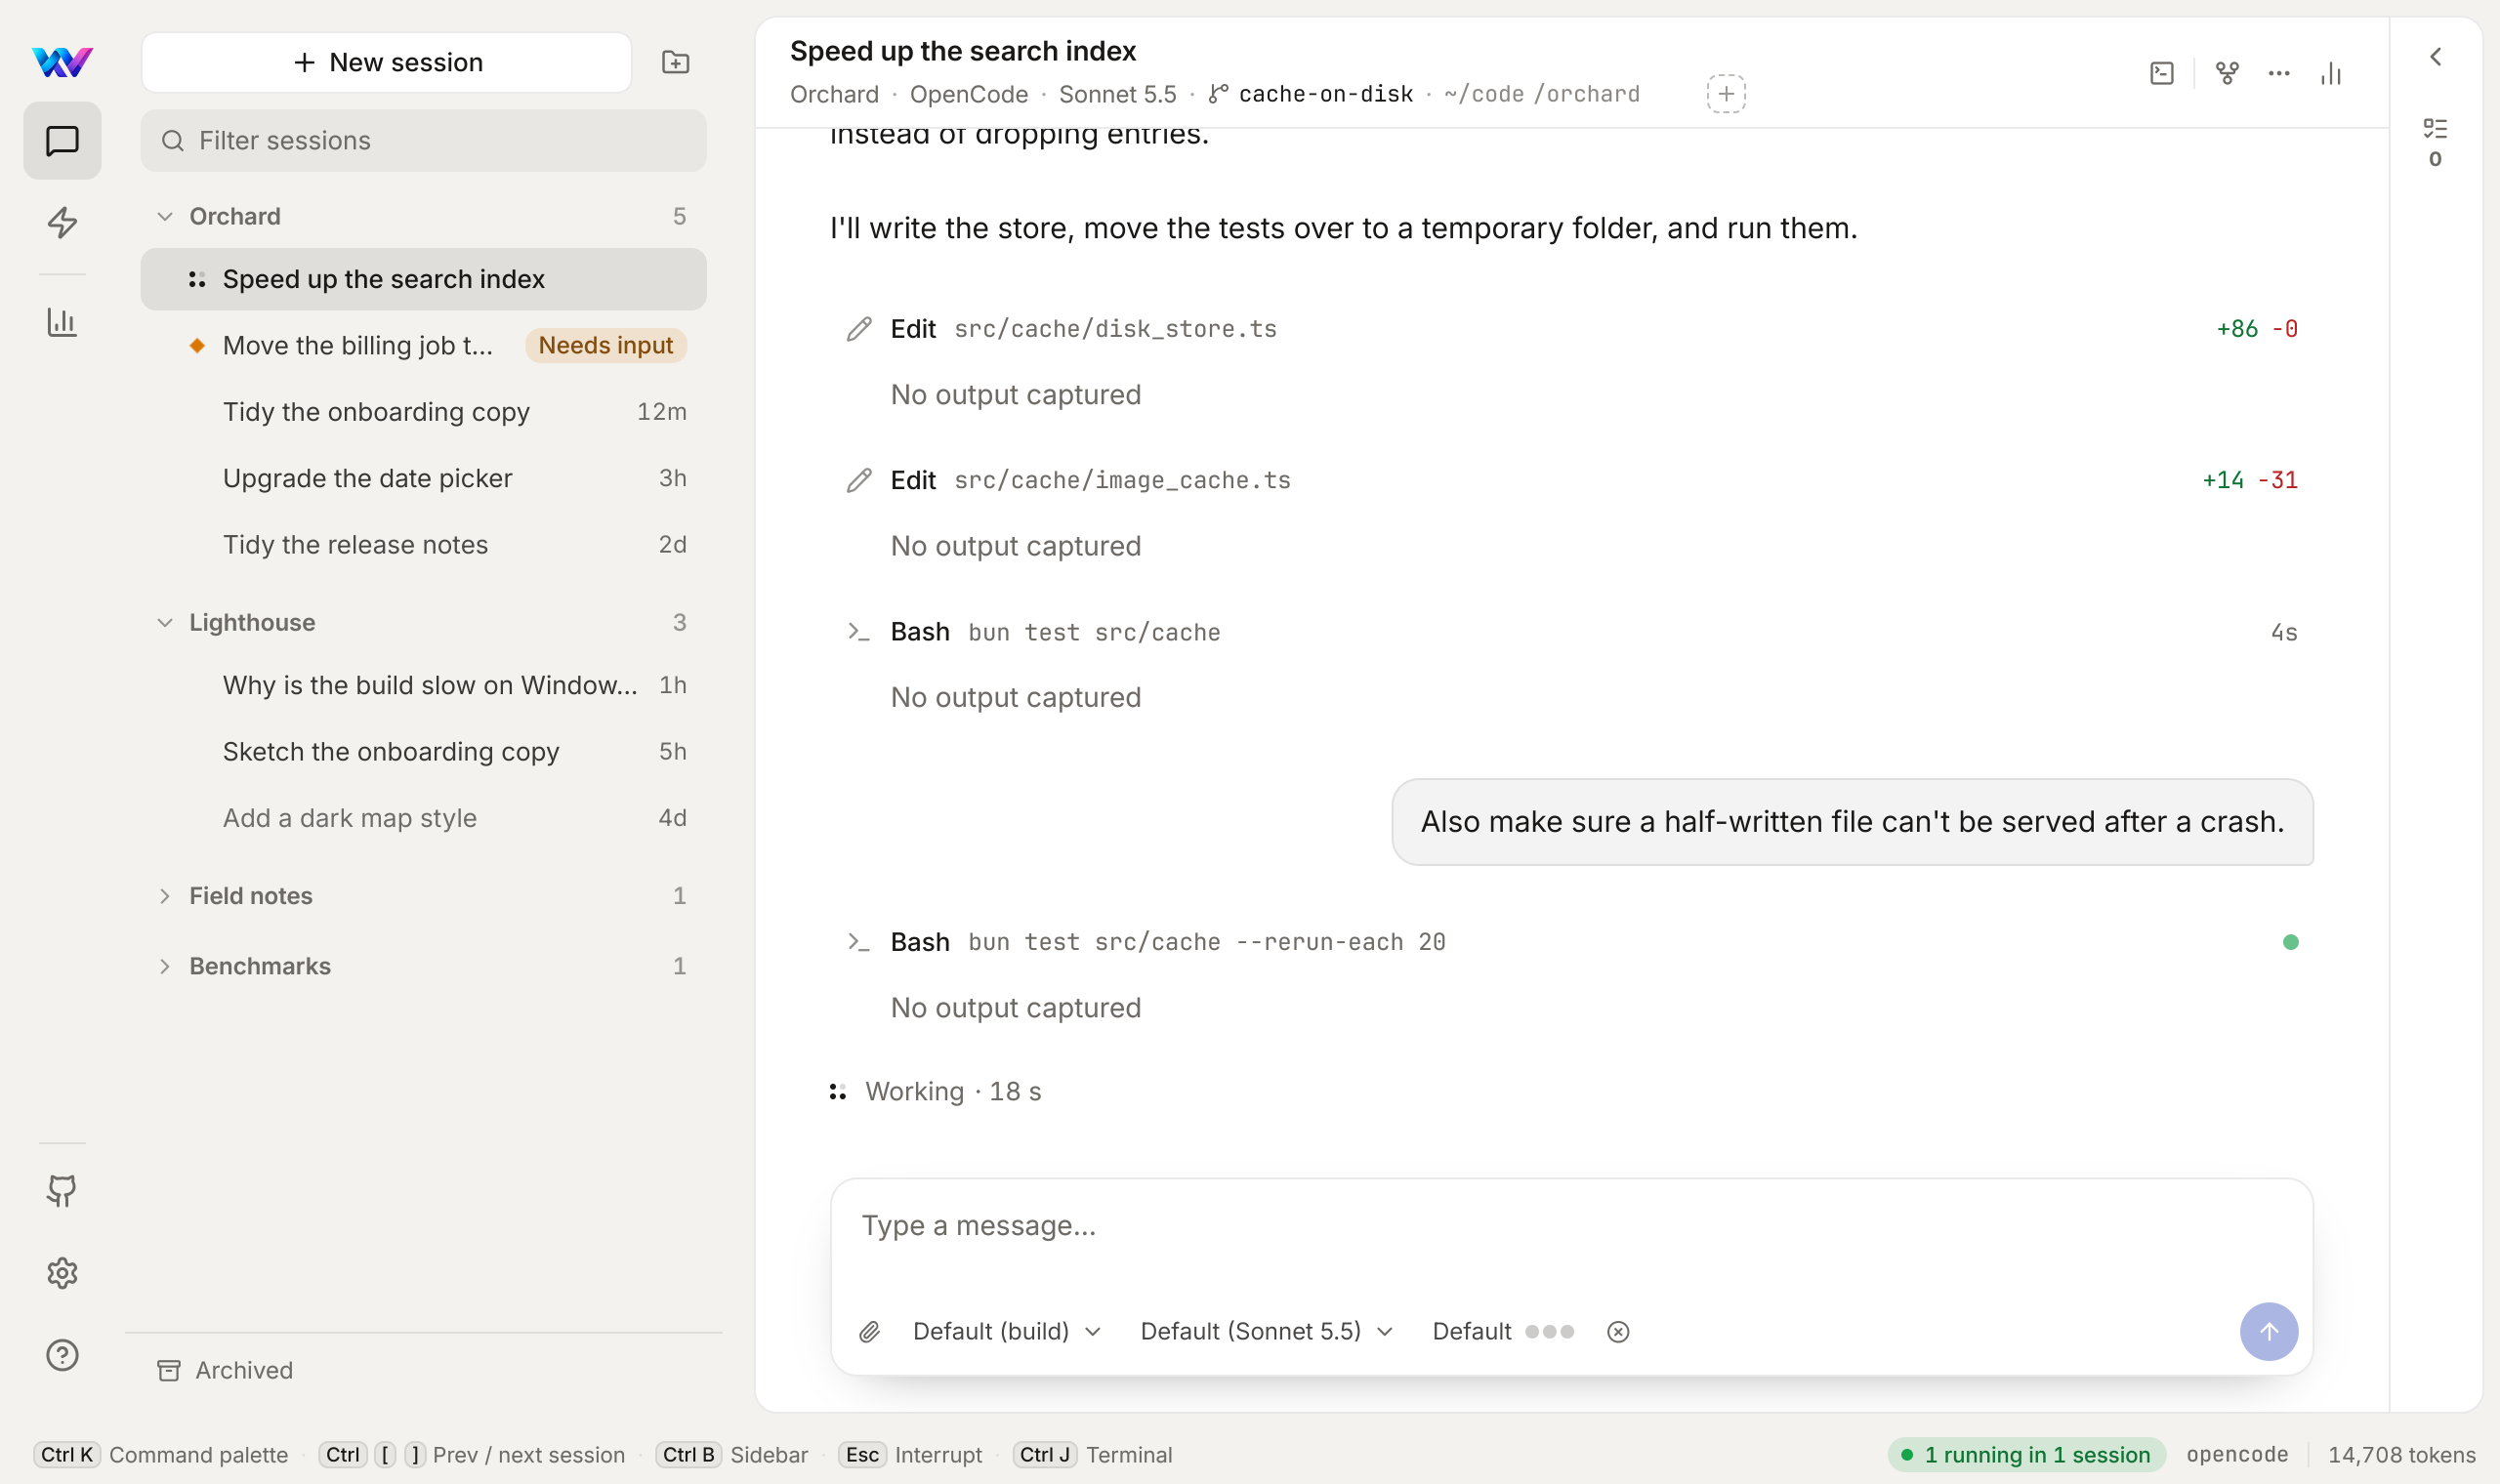 New session
Filter sessions
Orchard 5
Speed up the search index
Move the billing job t... Needs input
Tidy the onboarding copy 12m
Upgrade the date picker 3h
Tidy the release notes 2d
Lighthouse 3
Why is the build slow on Window... 1h
Sketch the onboarding copy 5h
Add a dark map style 4d
Field notes 1
Benchmarks 1
Archived
Speed up the search index
Orchard · OpenCode · Sonnet 5.5 · cache-on-disk · ~/code /orchard
0
instead of dropping entries.
I'll write the store, move the tests over to a temporary folder, and run them.
Edit src/cache/disk_store.ts +86 -0
No output captured
Edit src/cache/image_cache.ts +14 -31
No output captured
Bash bun test src/cache 4s
No output captured
Also make sure a half-written file can't be served after a crash.
Bash bun test src/cache --rerun-each 20
No output captured
Working · 18 s
Type a message...
Default (build) Default (Sonnet 5.5) Default
Ctrl K Command palette · Ctrl [ ] Prev / next session · Ctrl B Sidebar · Esc Interrupt · Ctrl J Terminal
1 running in 1 session opencode 14,708 tokens